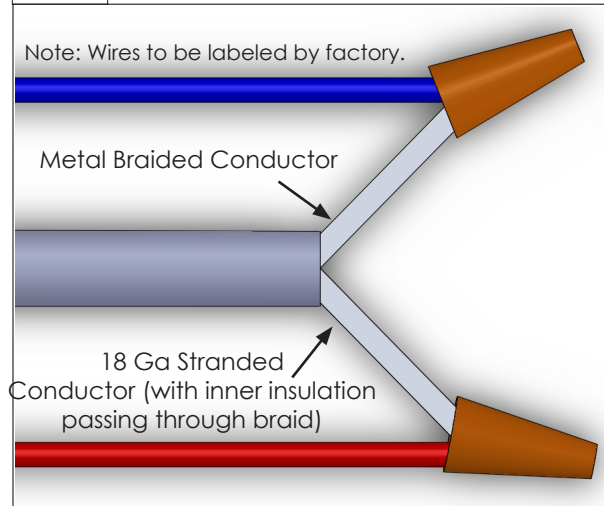 Note: Wires to be labeled by factory.
Metal Braided Conductor
18 Ga Stranded
Conductor (with inner insulation
passing through braid)